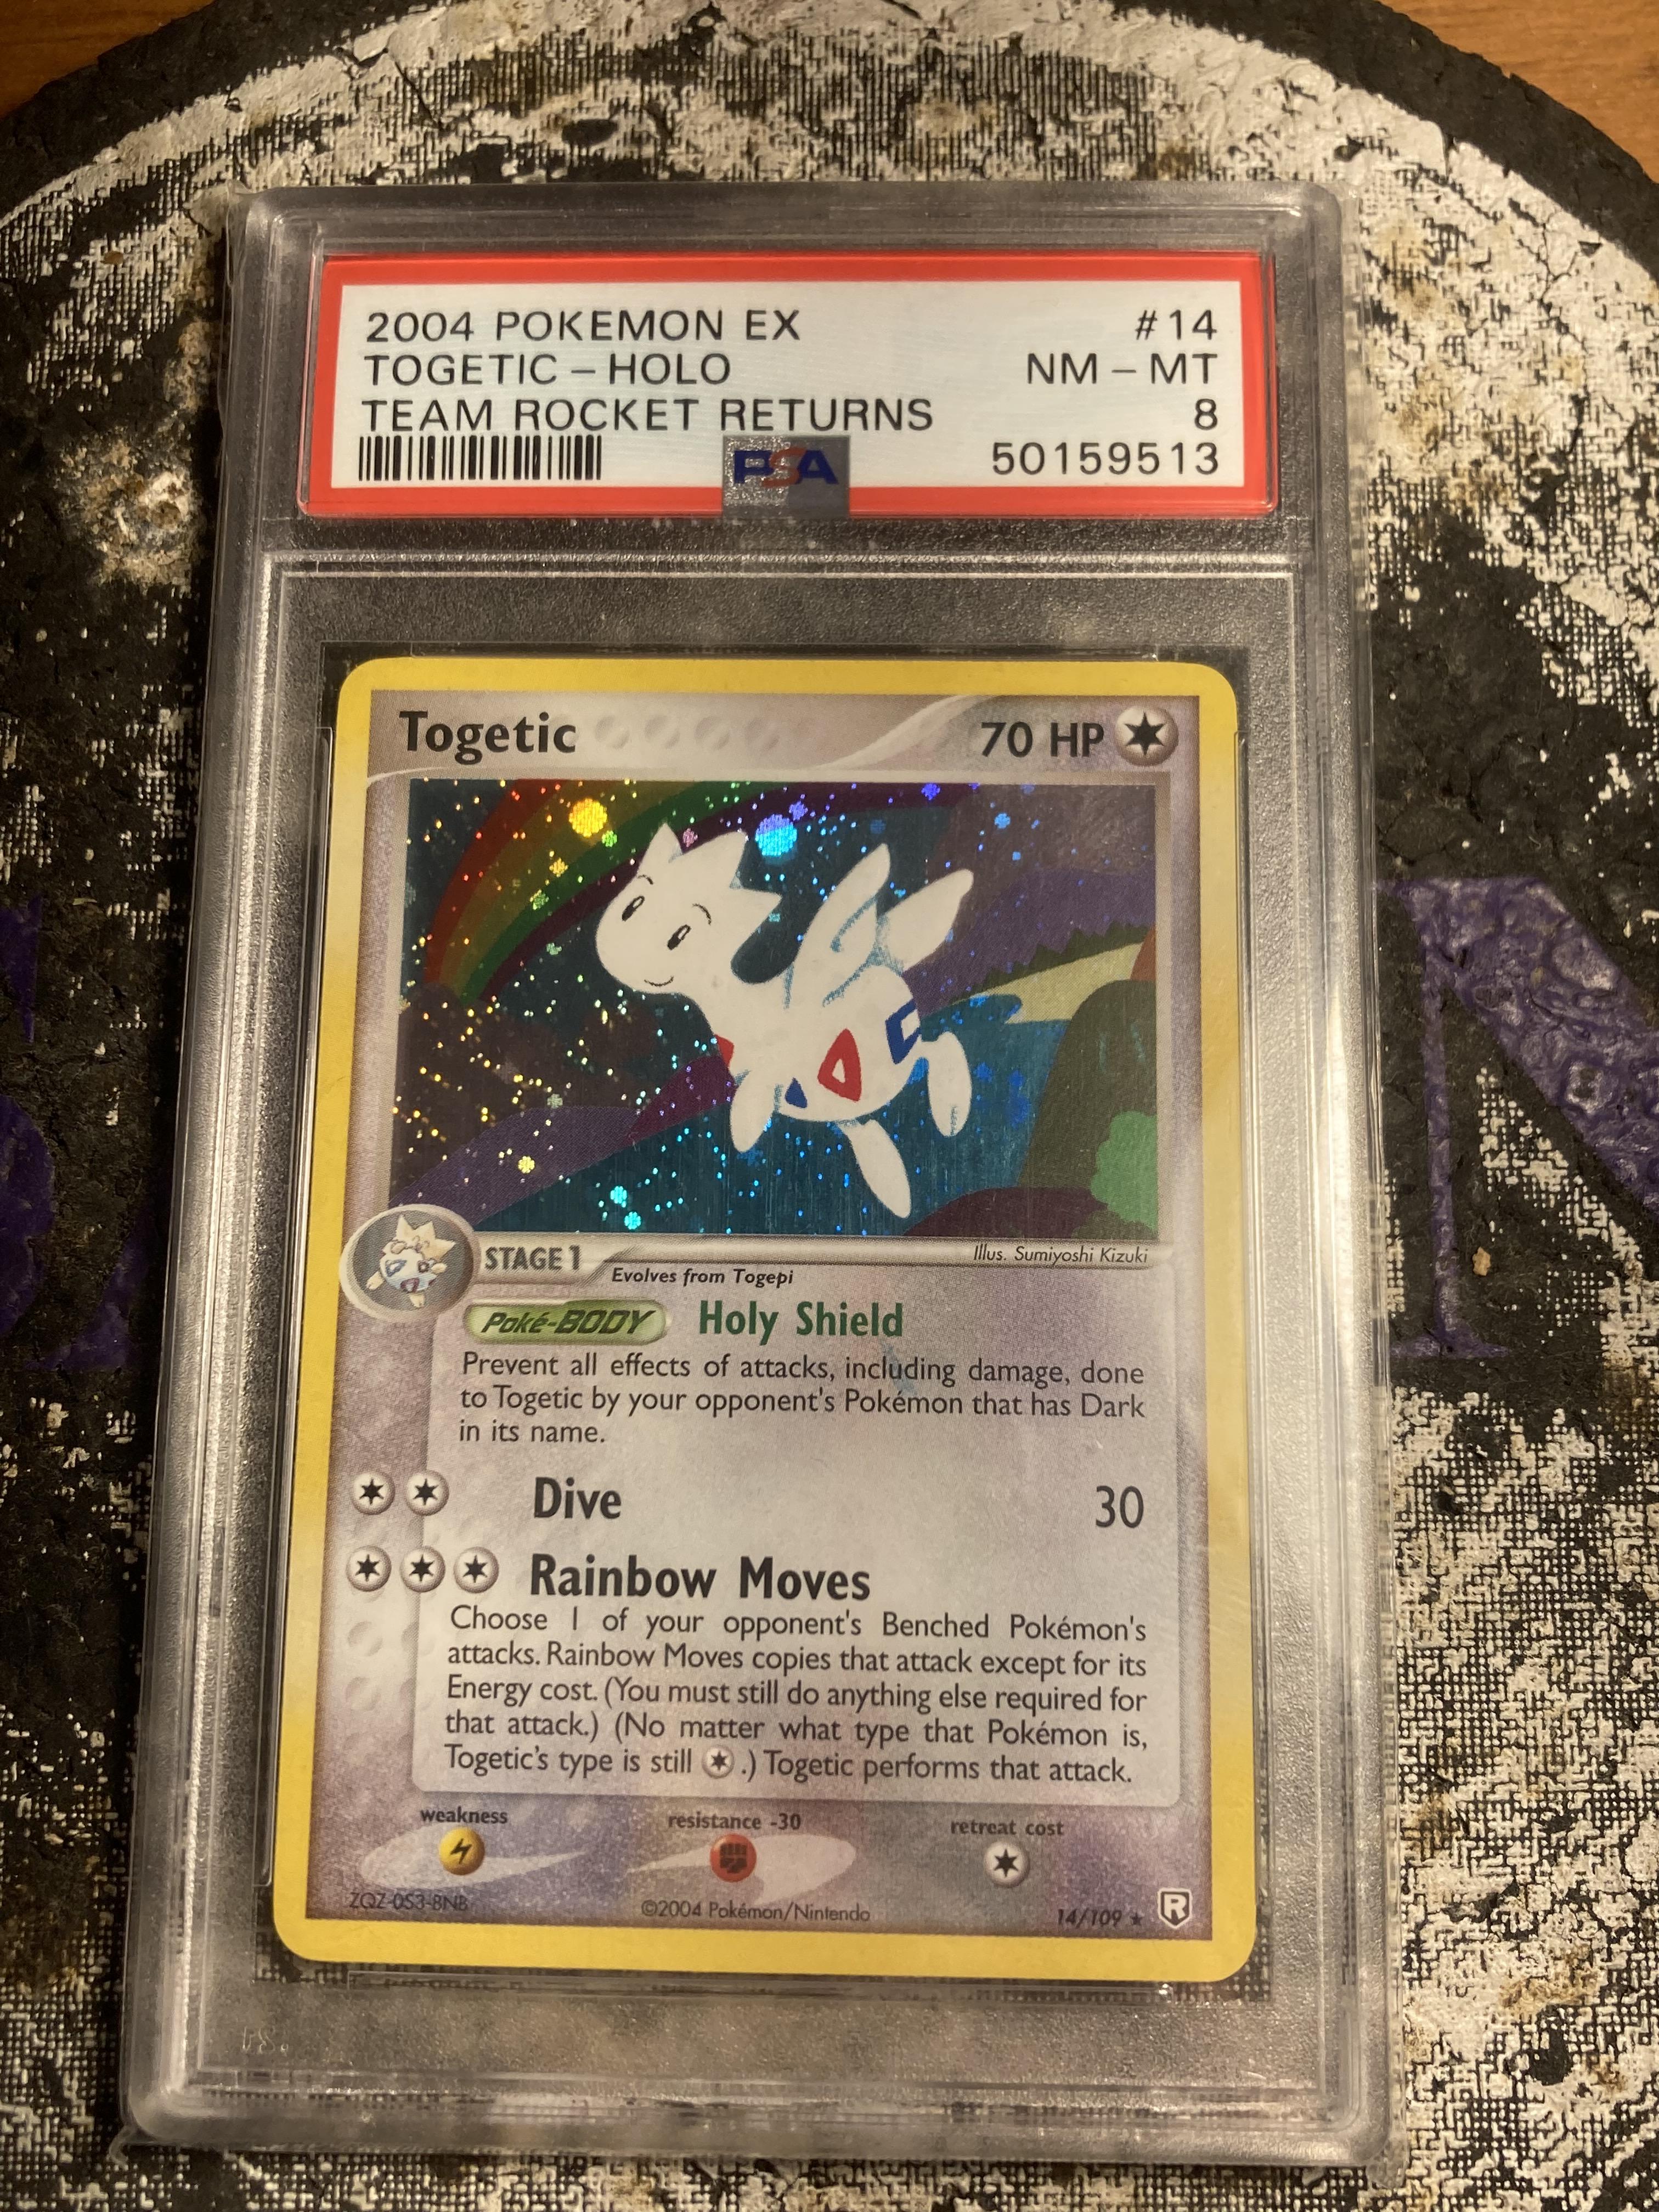 2004 POKEMON EX #14
TOGETIC – HOLO NM – MT
TEAM ROCKET RETURNS 8
PSA 50159513
Togetic 70 HP
STAGE 1 Illus. Sumiyoshi Kizuki
Evolves from Togepi
Poké-BODY Holy Shield
Prevent all effects of attacks, including damage, done
to Togetic by your opponent's Pokémon that has Dark
in its name.
Dive 30
Rainbow Moves
Choose 1 of your opponent's Benched Pokémon's
attacks. Rainbow Moves copies that attack except for its
Energy cost. (You must still do anything else required for
that attack.) (No matter what type that Pokémon is,
Togetic's type is still .) Togetic performs that attack.
weakness resistance -30 retreat cost
ZQZ-053-8NB ©2004 Pokémon/Nintendo 14/109 ★ R